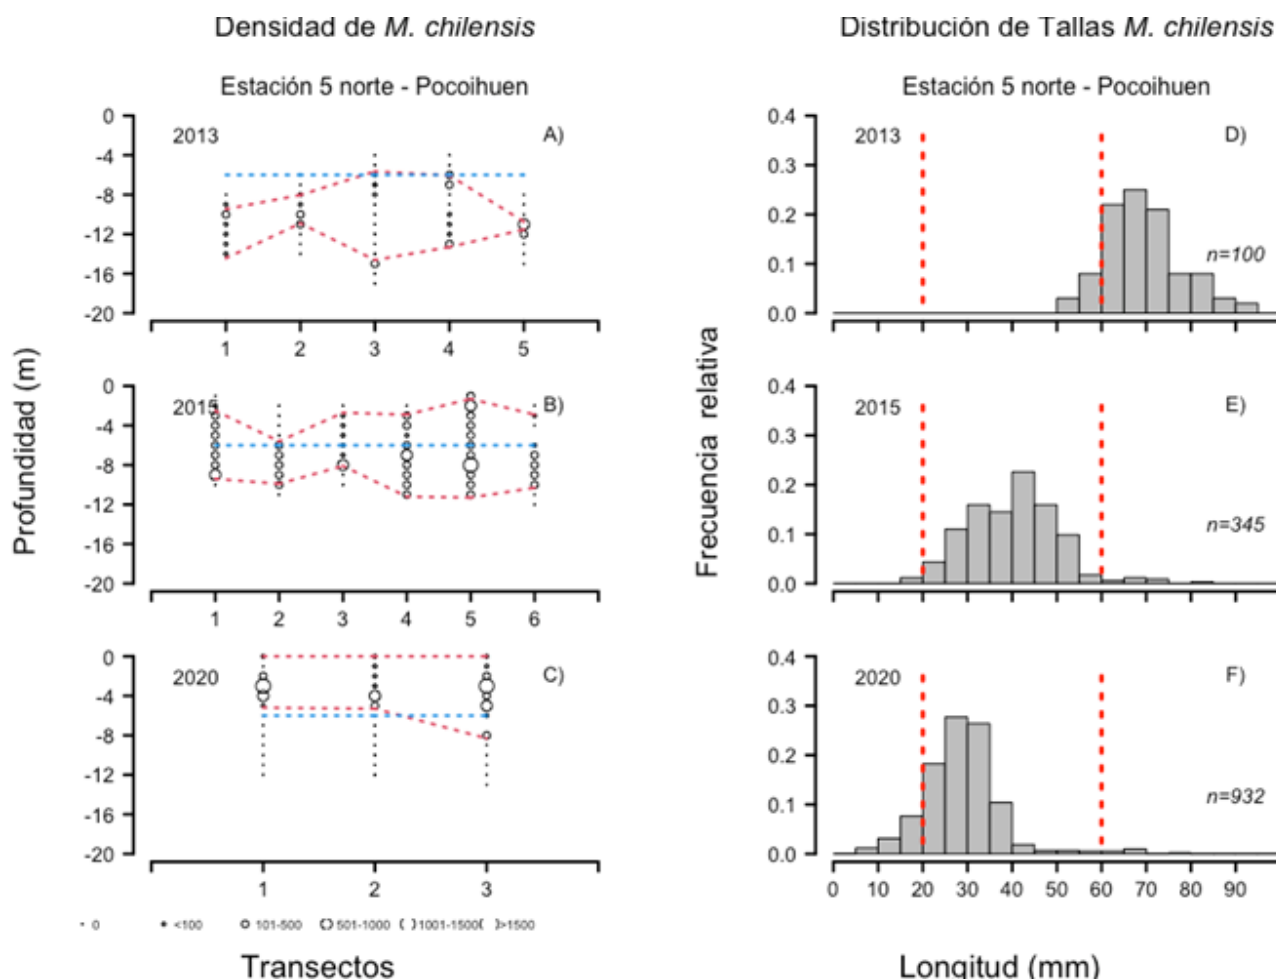 Densidad de M. chilensis
Estación 5 norte - Pocoihuen
Profundidad (m)
0
-4
-8
-12
-16
-20
2013
A)
1 2 3 4 5
0
-4
-8
-12
-16
-20
2015
B)
1 2 3 4 5 6
0
-4
-8
-12
-16
-20
2020
C)
1 2 3
0 <100 101-500 501-1000 1001-1500 >1500
Transectos
Distribución de Tallas M. chilensis
Estación 5 norte - Pocoihuen
Frecuencia relativa
0.4
0.3
0.2
0.1
0.0
2013
D)
n=100
0.4
0.3
0.2
0.1
0.0
2015
E)
n=345
0.4
0.3
0.2
0.1
0.0
2020
F)
n=932
0 10 20 30 40 50 60 70 80 90
Longitud (mm)